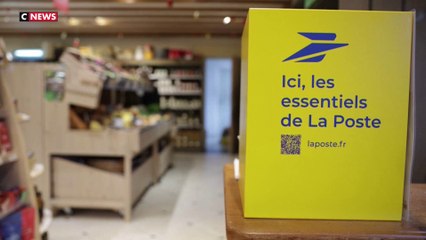 CNEWS
Ici, les
essentiels
de La Poste
laposte.fr